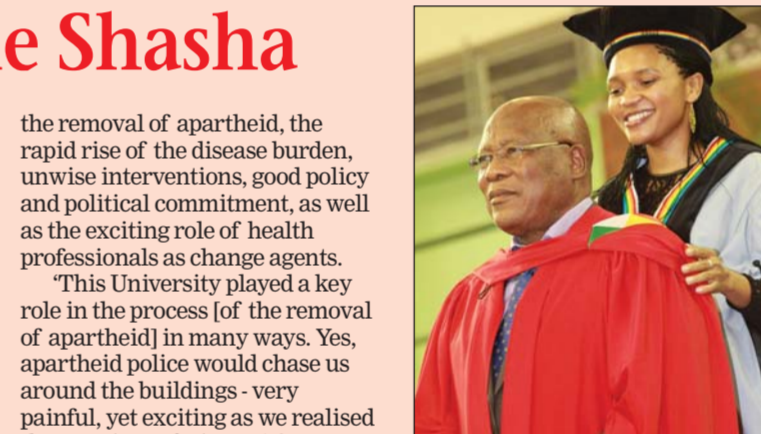 e Shasha
the removal of apartheid, the
rapid rise of the disease burden,
unwise interventions, good policy
and political commitment, as well
as the exciting role of health
professionals as change agents.
‘This University played a key
role in the process [of the removal
of apartheid] in many ways. Yes,
apartheid police would chase us
around the buildings - very
painful, yet exciting as we realised